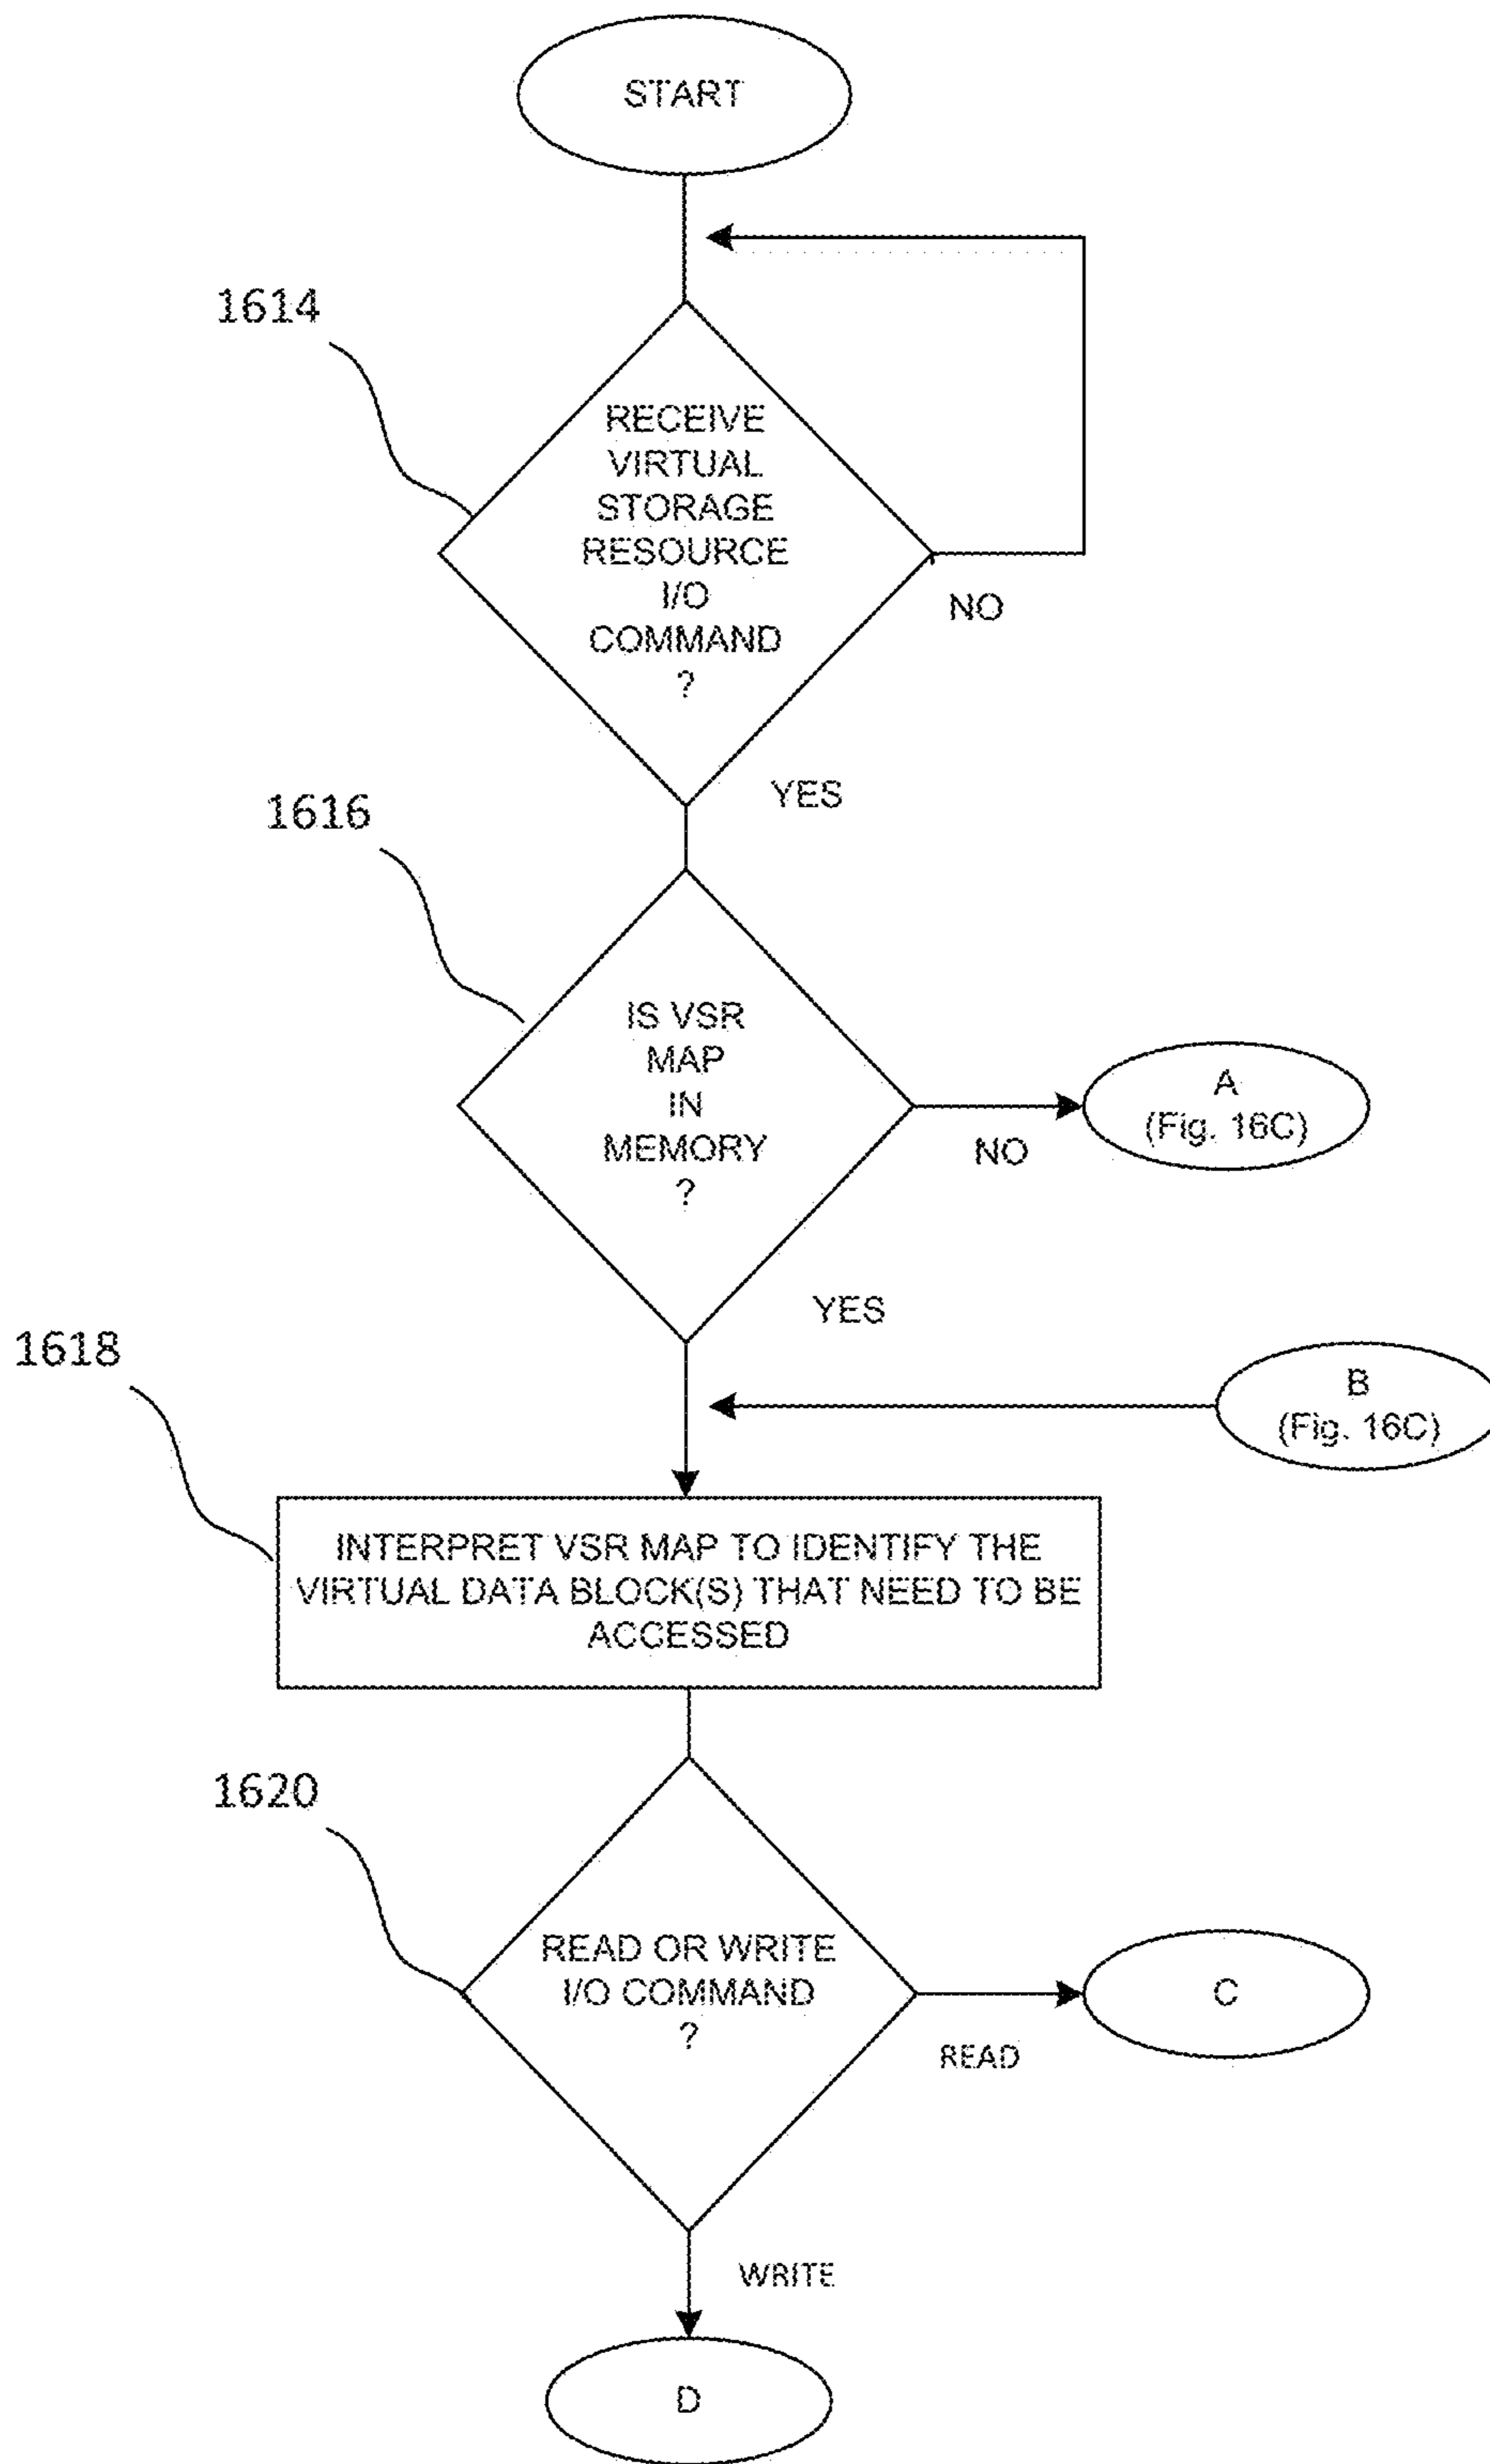 START
1614
RECEIVE
VIRTUAL
STORAGE
RESOURCE
I/O
COMMAND
?
NO
YES
1616
IS VSR
MAP
IN
MEMORY
?
A
(Fig. 16C)
NO
YES
1618
B
(Fig. 16C)
INTERPRET VSR MAP TO IDENTIFY THE
VIRTUAL DATA BLOCK(S) THAT NEED TO BE
ACCESSED
1620
READ OR WRITE
I/O COMMAND
?
C
READ
WRITE
D